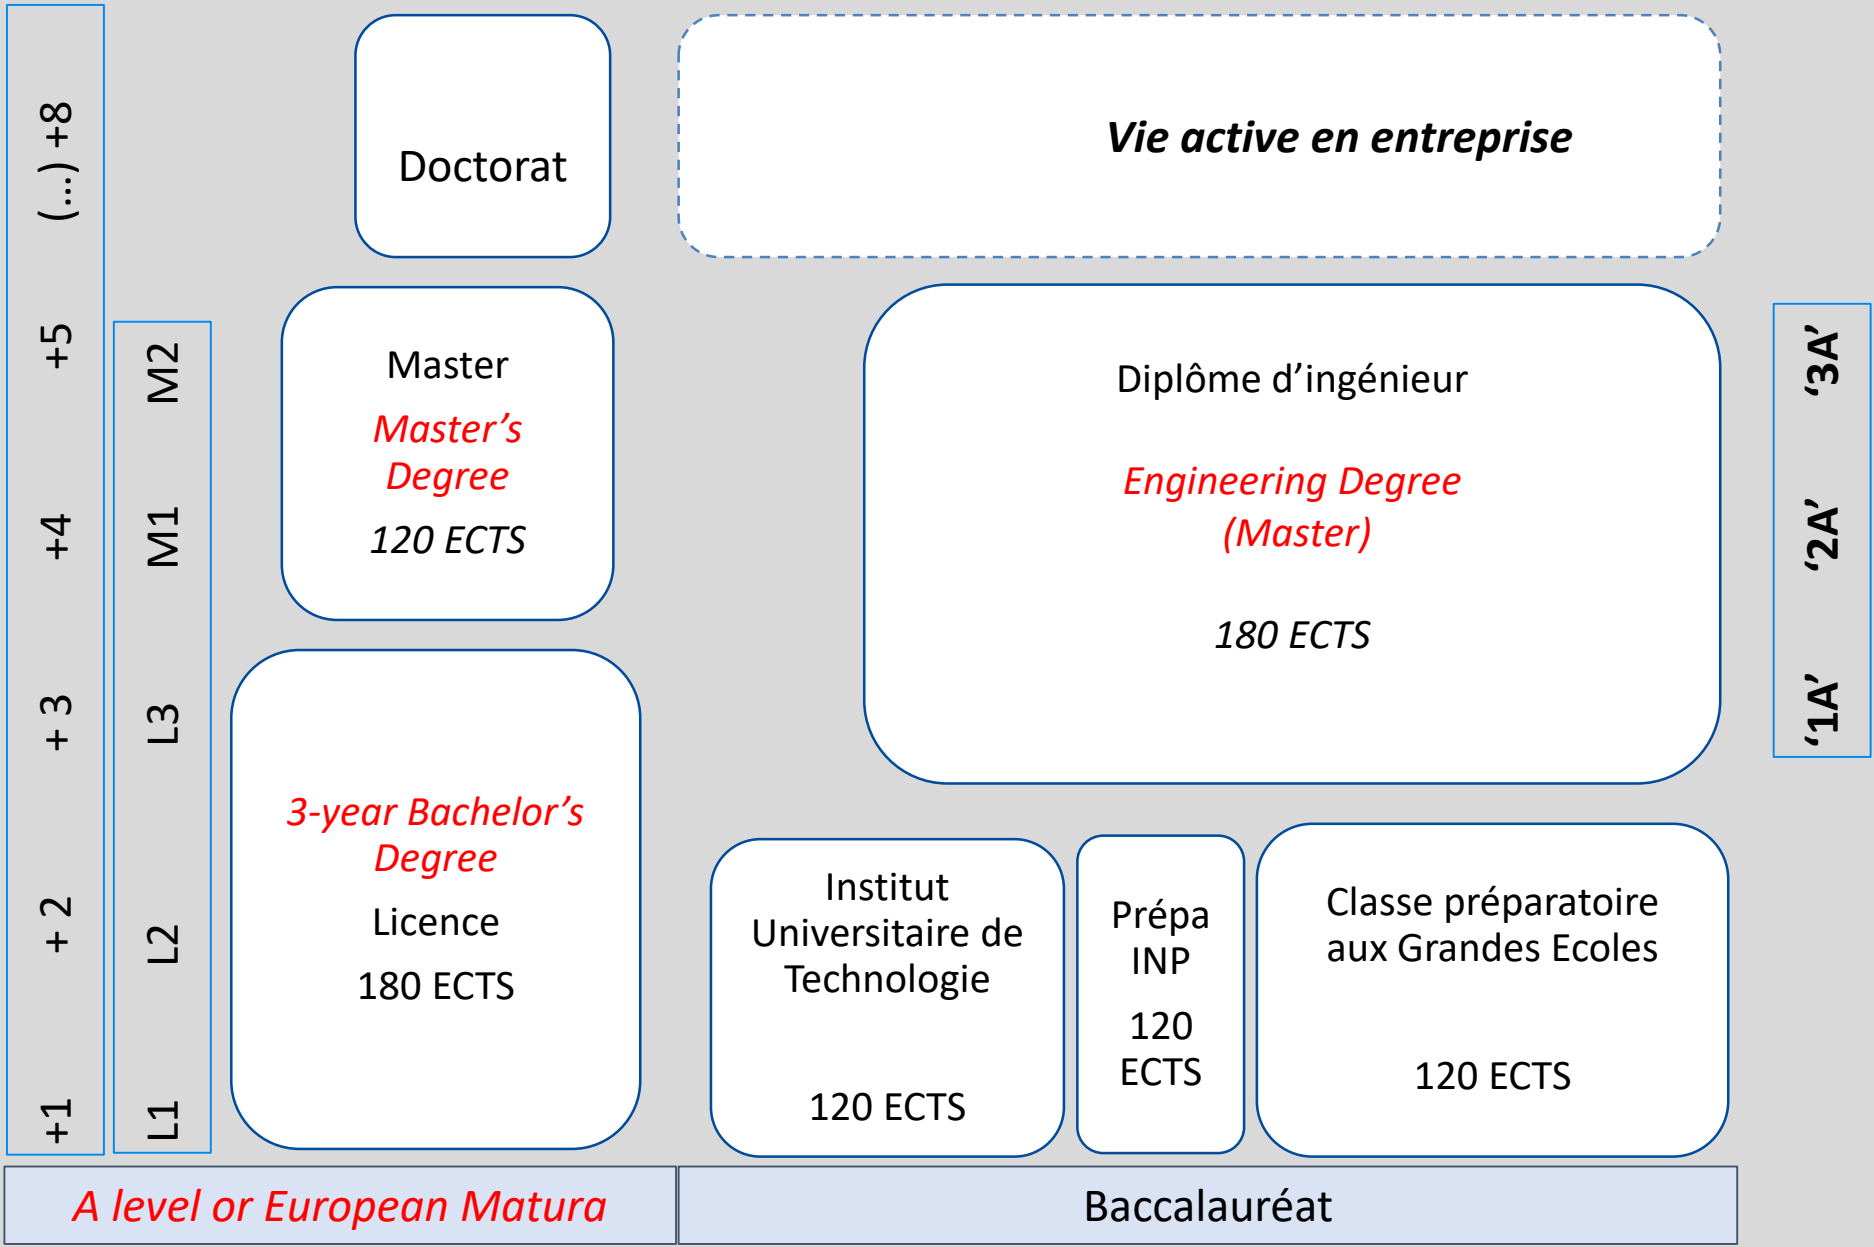 (...) +8
+5
+4
+ 3
+ 2
+1
M2
M1
L3
L2
L1
Doctorat
Vie active en entreprise
Master
Master’s
Degree
120 ECTS
Diplôme d’ingénieur
Engineering Degree
(Master)
180 ECTS
‘3A’
‘2A’
‘1A’
3-year Bachelor’s
Degree
Licence
180 ECTS
Institut
Universitaire de
Technologie
120 ECTS
Prépa
INP
120
ECTS
Classe préparatoire
aux Grandes Ecoles
120 ECTS
A level or European Matura
Baccalauréat